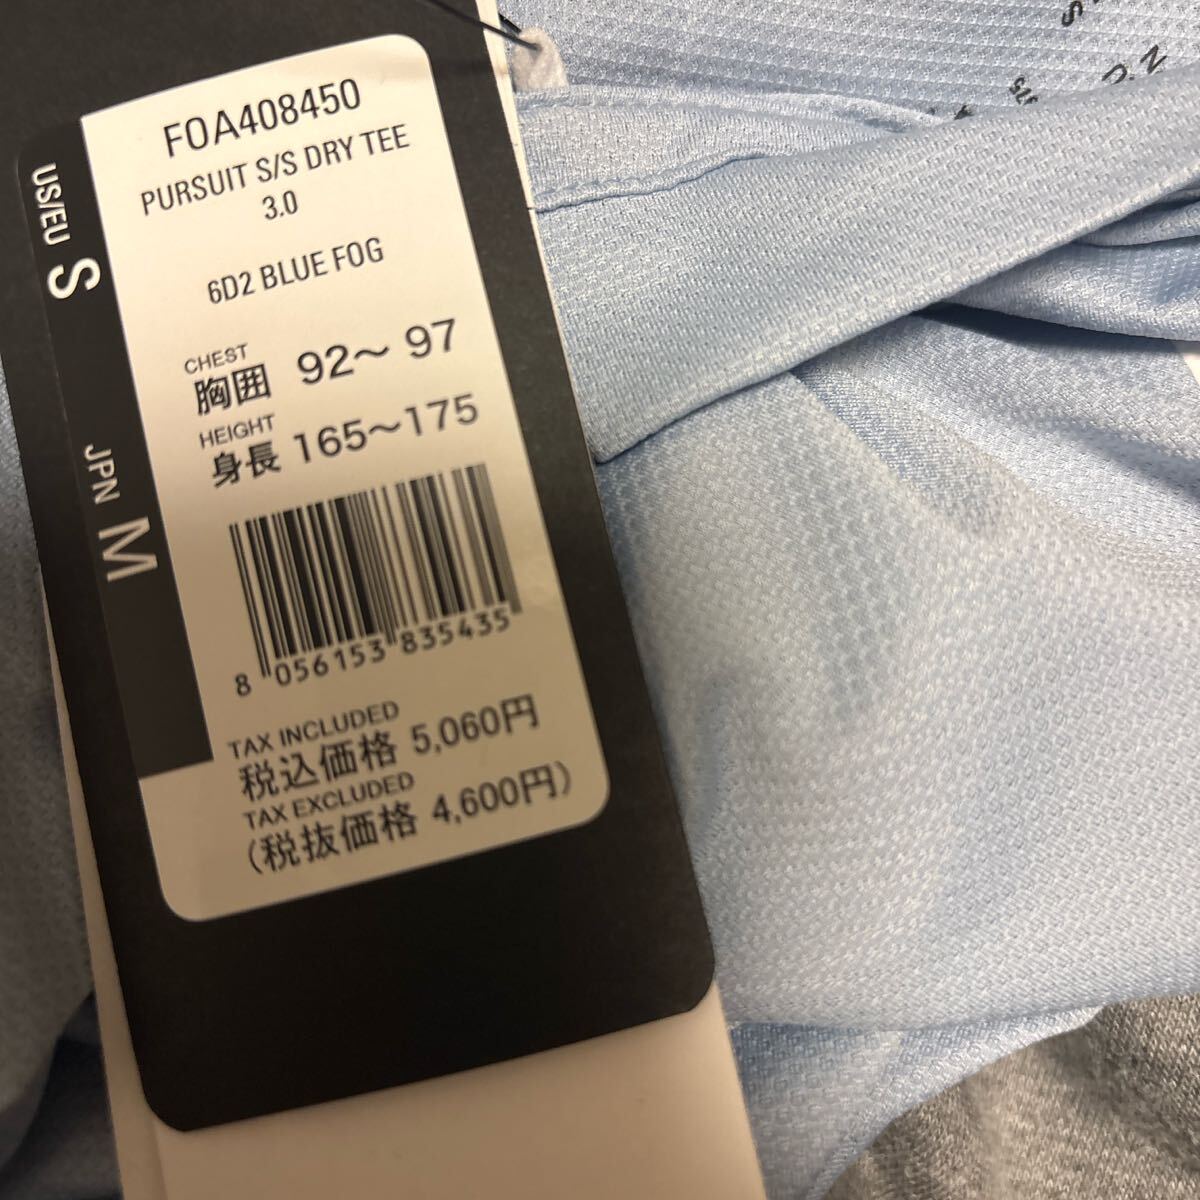 FOA408450
PURSUIT S/S DRY TEE
3.0
6D2 BLUE FOG
US/EU S
JPN M
CHEST
胸囲 92〜97
HEIGHT
身長 165〜175
8 056153 835435
TAX INCLUDED
税込価格 5,060円
TAX EXCLUDED
(税抜価格 4,600円)